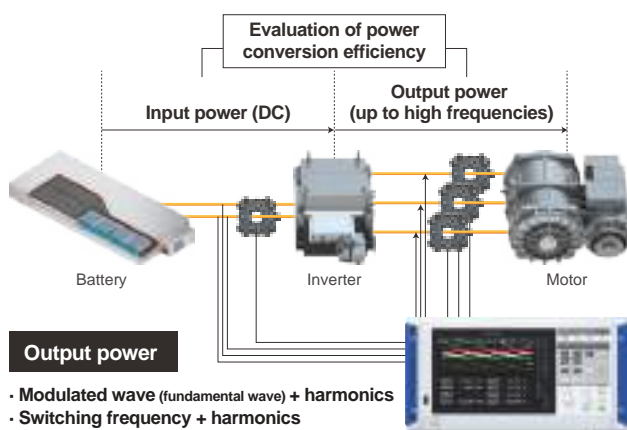 Evaluation of power
conversion efficiency
Input power (DC)
Output power
(up to high frequencies)
Battery
Inverter
Motor
Output power
· Modulated wave (fundamental wave) + harmonics
· Switching frequency + harmonics